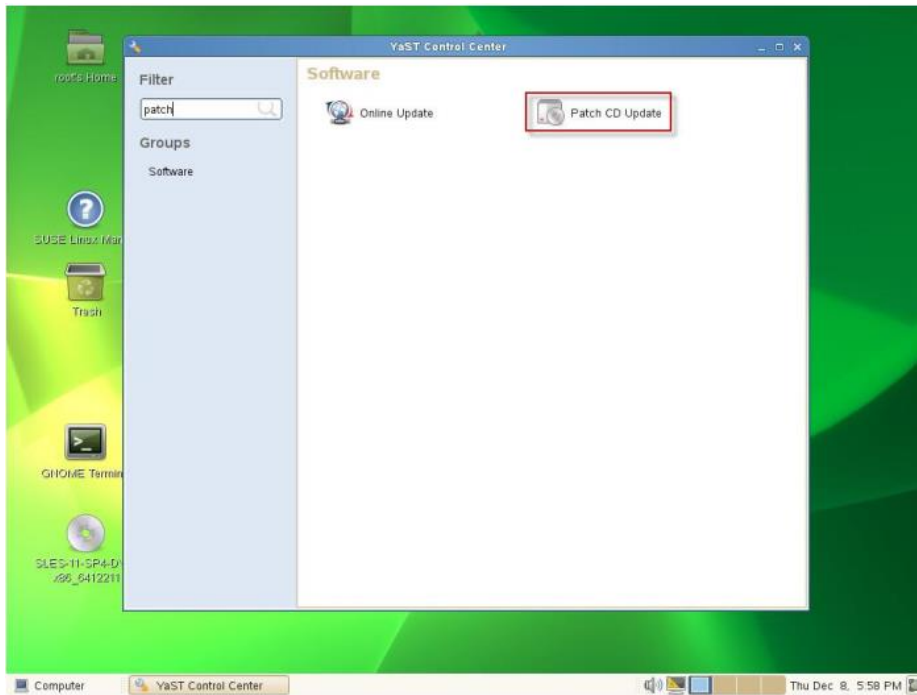 root's Home
YaST Control Center
Filter
patch
Groups
Software
Software
Online Update
Patch CD Update
SUSE Linux Man
Trash
GNOME Termin
SLES-11-SP4-D
x86_6412211
Computer
YaST Control Center
Thu Dec 8, 5:58 PM